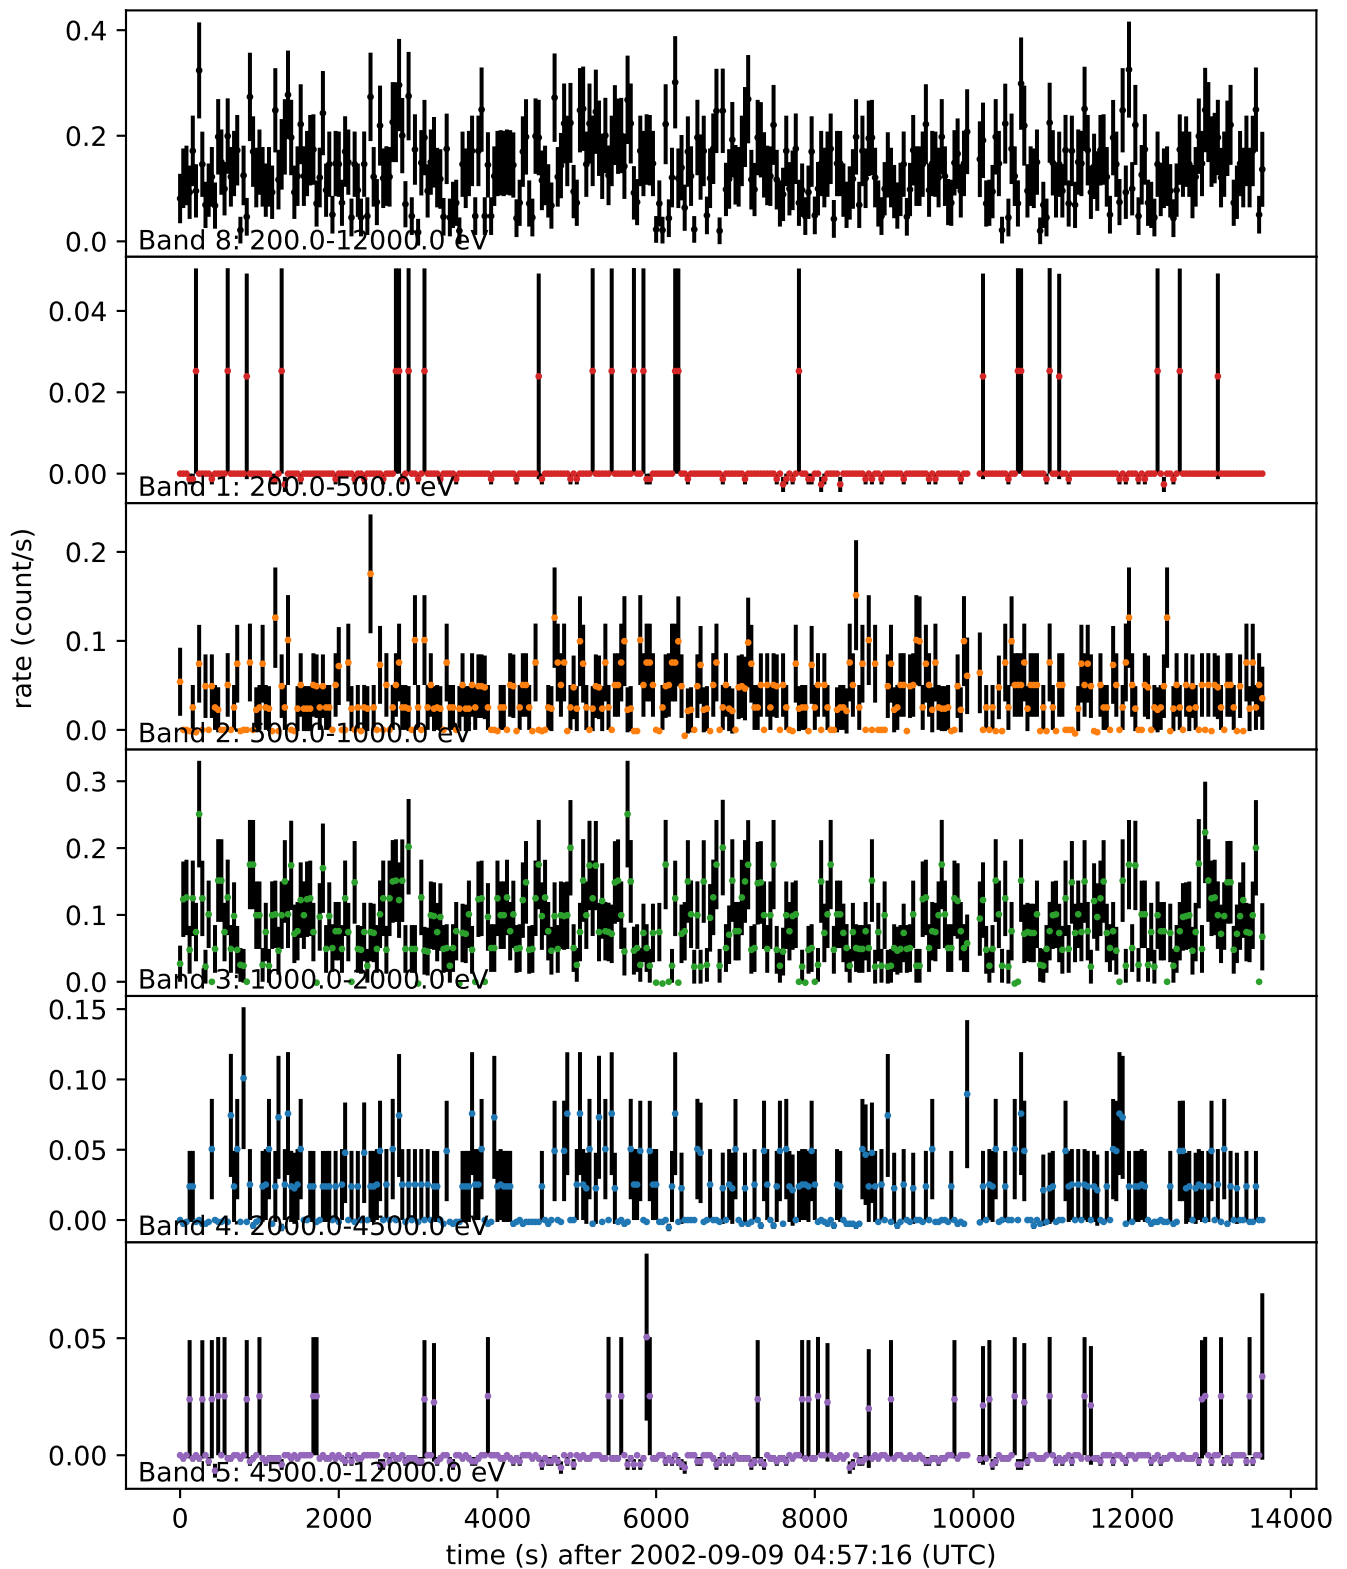 0.4
0.2
0.0
Band 8: 200.0-12000.0 eV
0.04
0.02
0.00
Band 1: 200.0-500.0 eV
rate (count/s)
0.2
0.1
0.0
Band 2: 500.0-1000.0 eV
0.3
0.2
0.1
0.0
Band 3: 1000.0-2000.0 eV
0.15
0.10
0.05
0.00
Band 4: 2000.0-4500.0 eV
0.05
0.00
Band 5: 4500.0-12000.0 eV
0 2000 4000 6000 8000 10000 12000 14000
time (s) after 2002-09-09 04:57:16 (UTC)